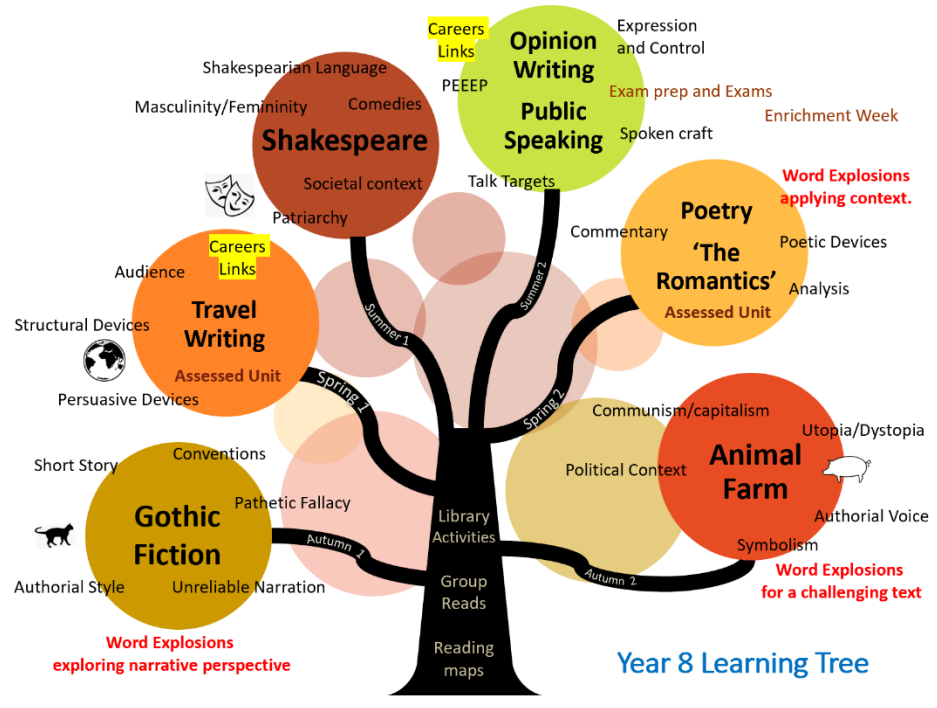 Careers
Links
Opinion
Writing
Public
Speaking
Expression
and Control
PEEEP
Exam prep and Exams
Enrichment Week
Spoken craft
Talk Targets
Shakespearian Language
Masculinity/Femininity
Comedies
Shakespeare
Societal context
Patriarchy
Word Explosions
applying context.
Poetry
‘The
Romantics’
Assessed Unit
Commentary
Poetic Devices
Analysis
Careers
Links
Audience
Travel
Writing
Structural Devices
Assessed Unit
Persuasive Devices
Summer 1
Summer 2
Spring 1
Spring 2
Communism/capitalism
Utopia/Dystopia
Animal
Farm
Political Context
Authorial Voice
Symbolism
Word Explosions
for a challenging text
Short Story
Conventions
Pathetic Fallacy
Gothic
Fiction
Authorial Style
Unreliable Narration
Word Explosions
exploring narrative perspective
Autumn 1
Autumn 2
Library
Activities
Group
Reads
Reading
maps
Year 8 Learning Tree